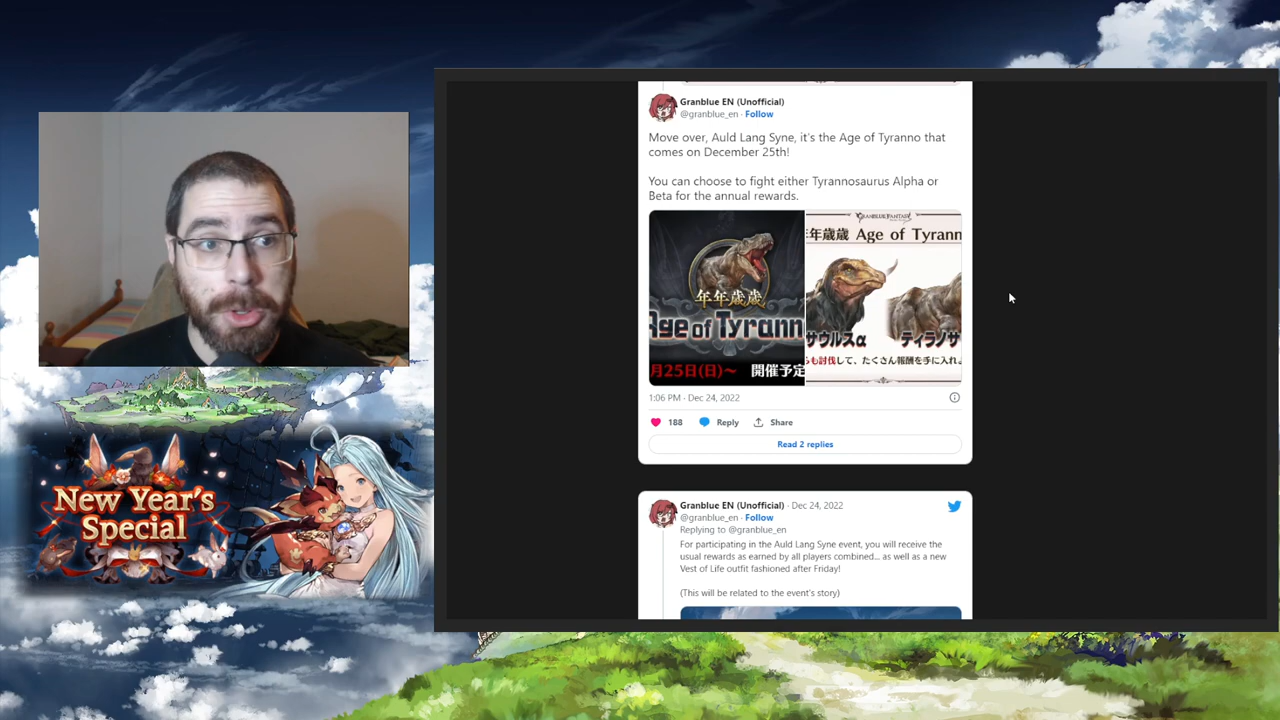 Granblue EN (Unofficial)
@granblue_en · Follow
Move over, Auld Lang Syne, it's the Age of Tyranno that
comes on December 25th!
You can choose to fight either Tyrannosaurus Alpha or
Beta for the annual rewards.
年年歳歳
Age of Tyrann
月25日(日)~ 開催予定
GRANBLUE FANTASY
年歳歳 Age of Tyrann
サウルスα
ティラノサ
らも討伐して、たくさん報酬を手に入れ
1:06 PM · Dec 24, 2022
188 Reply Share
Read 2 replies
Granblue EN (Unofficial) · Dec 24, 2022
@granblue_en · Follow
Replying to @granblue_en
For participating in the Auld Lang Syne event, you will receive the
usual rewards as earned by all players combined... as well as a new
Vest of Life outfit fashioned after Friday!
(This will be related to the event's story)
New Year's
Special